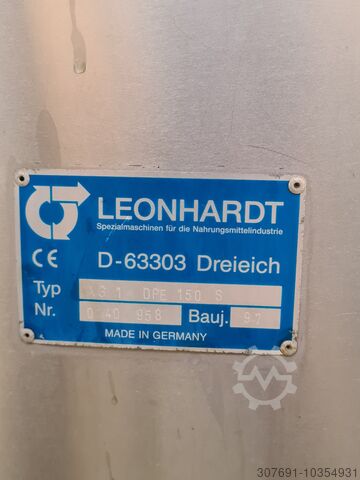 LEONHARDT
Spezialmaschinen für die Nahrungsmittelindustrie
CE D-63303 Dreieich
Typ DPE 150 S
Nr. 958 Bauj. 97
MADE IN GERMANY
307691-10354931